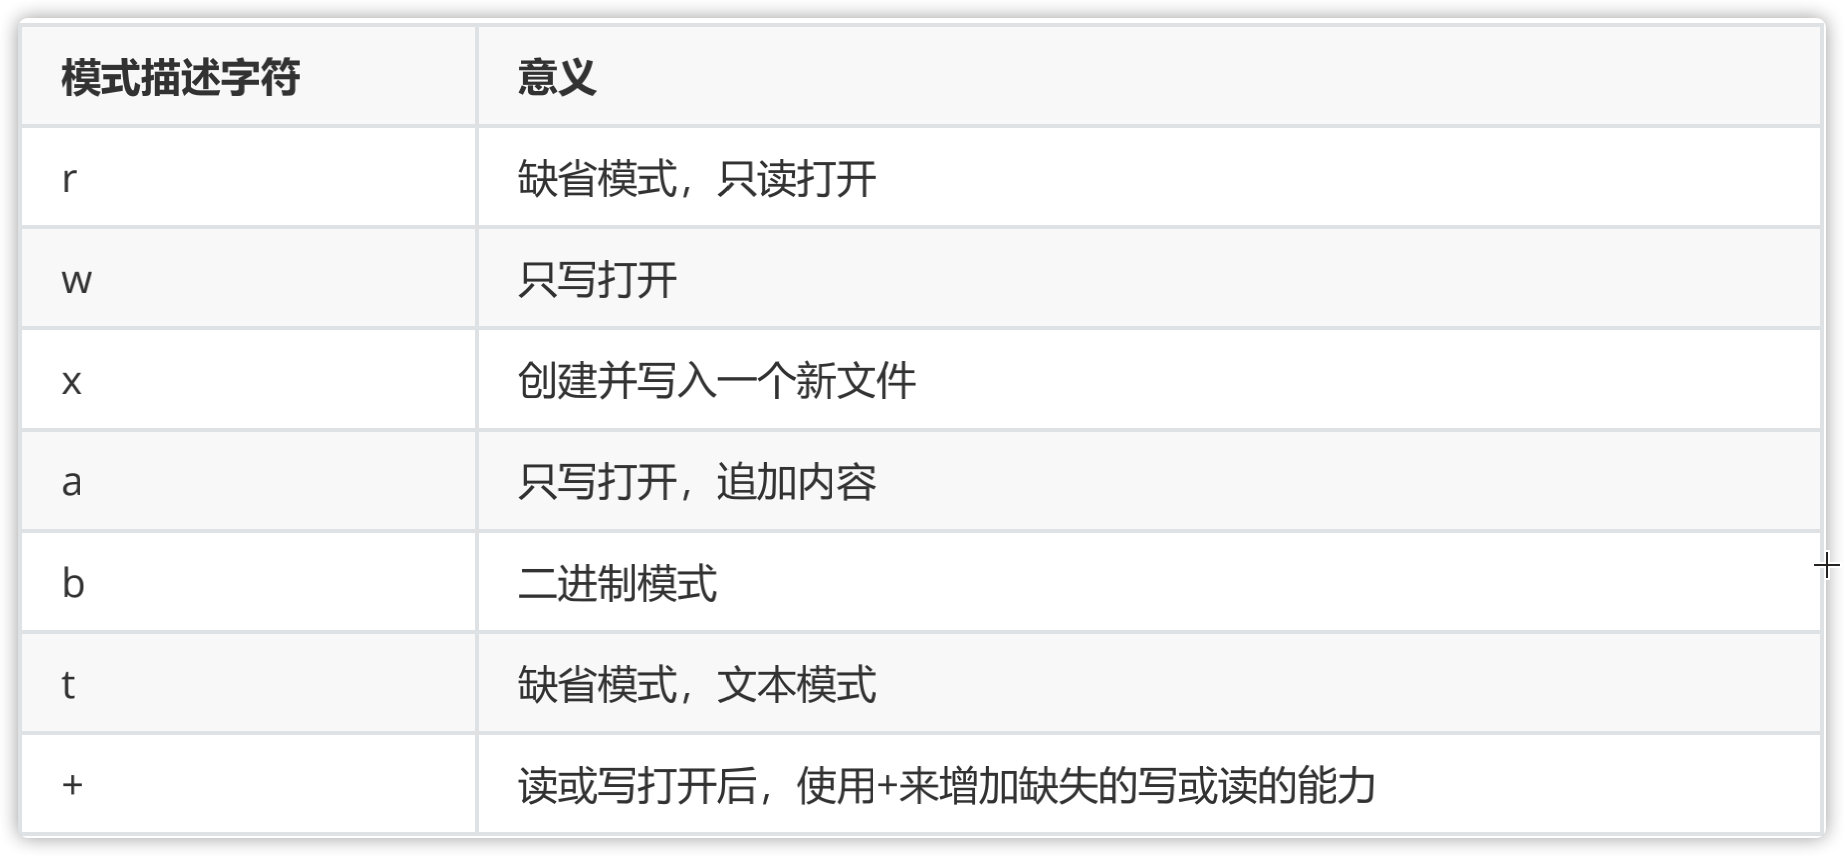 模式描述字符 意义
r 缺省模式，只读打开
w 只写打开
x 创建并写入一个新文件
a 只写打开，追加内容
b 二进制模式
t 缺省模式，文本模式
+ 读或写打开后，使用+来增加缺失的写或读的能力